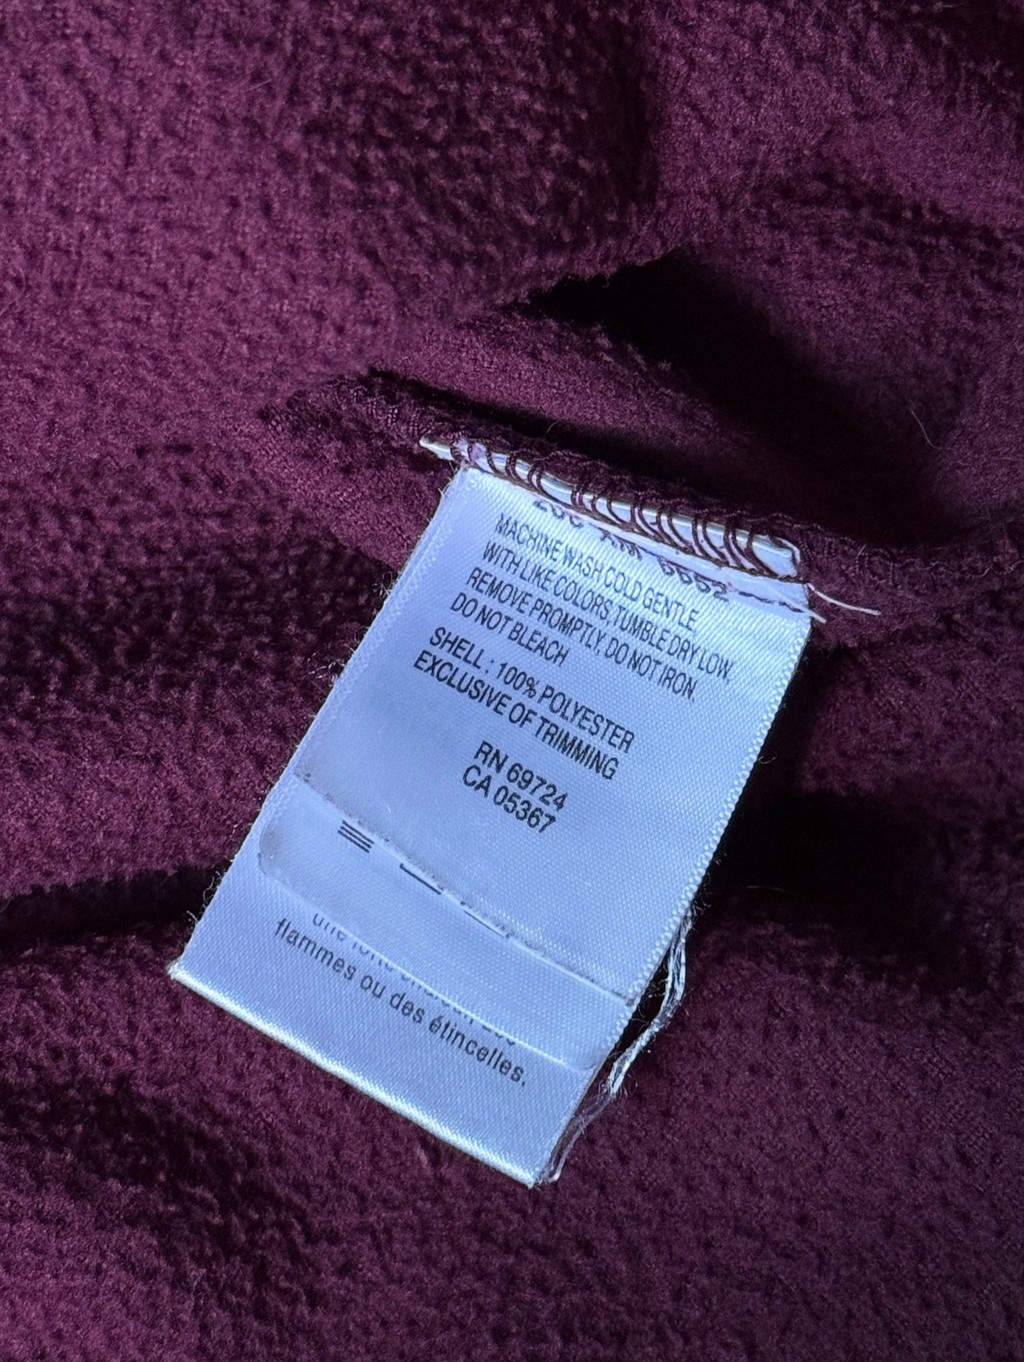 MACHINE WASH COLD GENTLE
WITH LIKE COLORS, TUMBLE DRY LOW.
REMOVE PROMPTLY, DO NOT IRON.
DO NOT BLEACH
SHELL : 100% POLYESTER
EXCLUSIVE OF TRIMMING
RN 69724
CA 05367
une
flammes ou des étincelles.